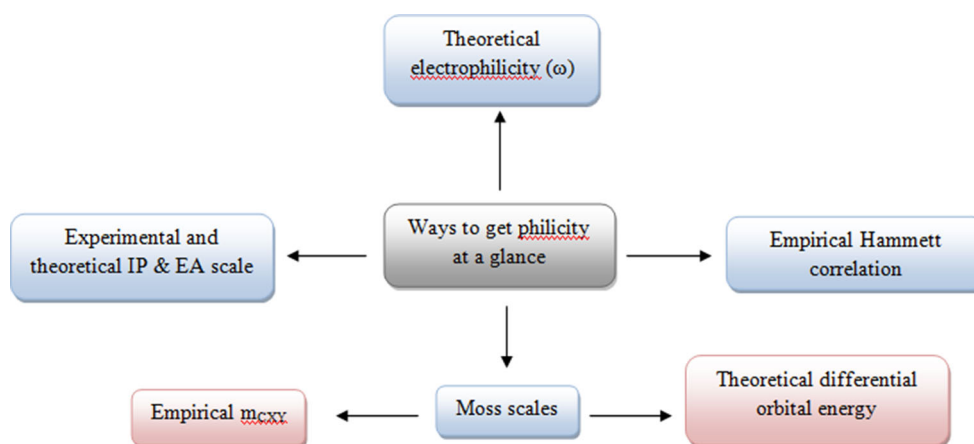 Theoretical
electrophilicity (ω)
Ways to get philicity
at a glance
Experimental and
theoretical IP & EA scale
Empirical Hammett
correlation
Empirical mCXY
Moss scales
Theoretical differential
orbital energy